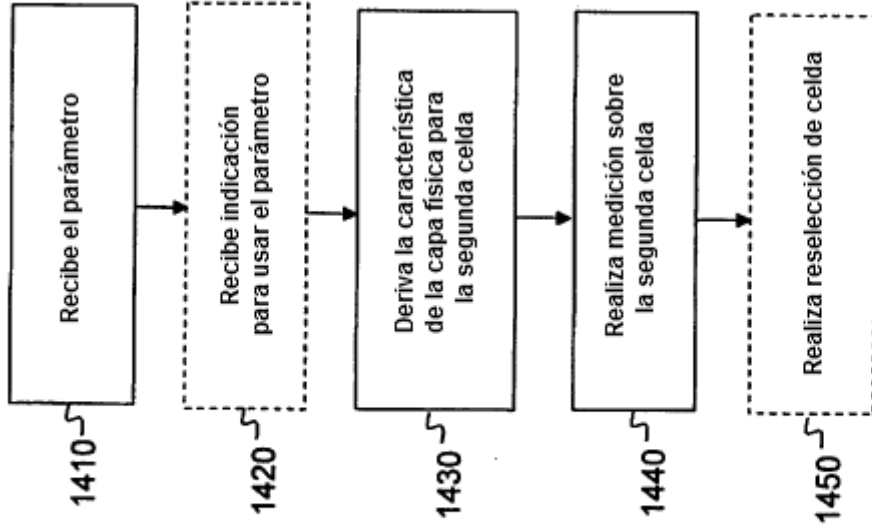 1410
Recibe el parámetro
1420
Recibe indicación
para usar el parámetro
1430
Deriva la característica
de la capa física para
la segunda celda
1440
Realiza medición sobre
la segunda celda
1450
Realiza reselección de celda